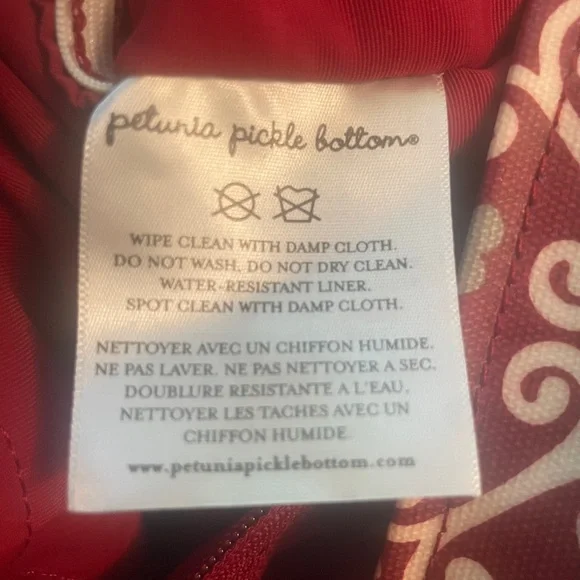 petunia pickle bottom®
WIPE CLEAN WITH DAMP CLOTH.
DO NOT WASH. DO NOT DRY CLEAN.
WATER-RESISTANT LINER.
SPOT CLEAN WITH DAMP CLOTH.
NETTOYER AVEC UN CHIFFON HUMIDE.
NE PAS LAVER. NE PAS NETTOYER A SEC.
DOUBLURE RESISTANTE A L'EAU.
NETTOYER LES TACHES AVEC UN
CHIFFON HUMIDE.
www.petuniapicklebottom.com